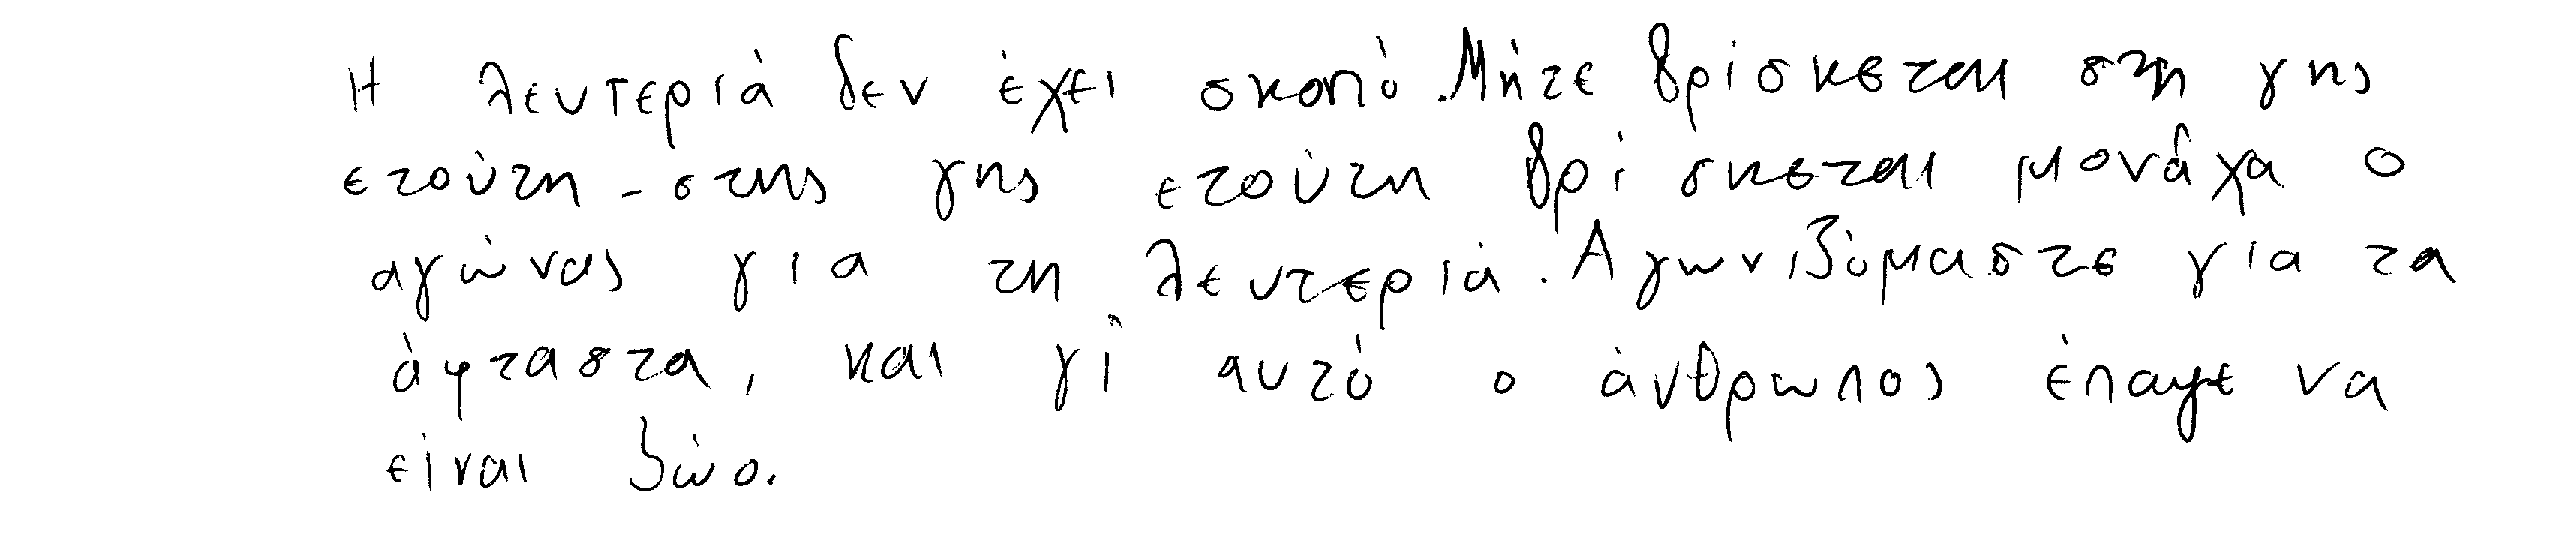 Η λευτεριά δεν έχει σκοπό. Μήτε βρίσκεται στη γης
ετούτη - στης γης ετούτη βρίσκεται μονάχα ο
αγώνας για τη λευτεριά. Αγωνιζόμαστε για τα
άφταστα, και γι' αυτό ο άνθρωπος έπαψε να
είναι ζώο.